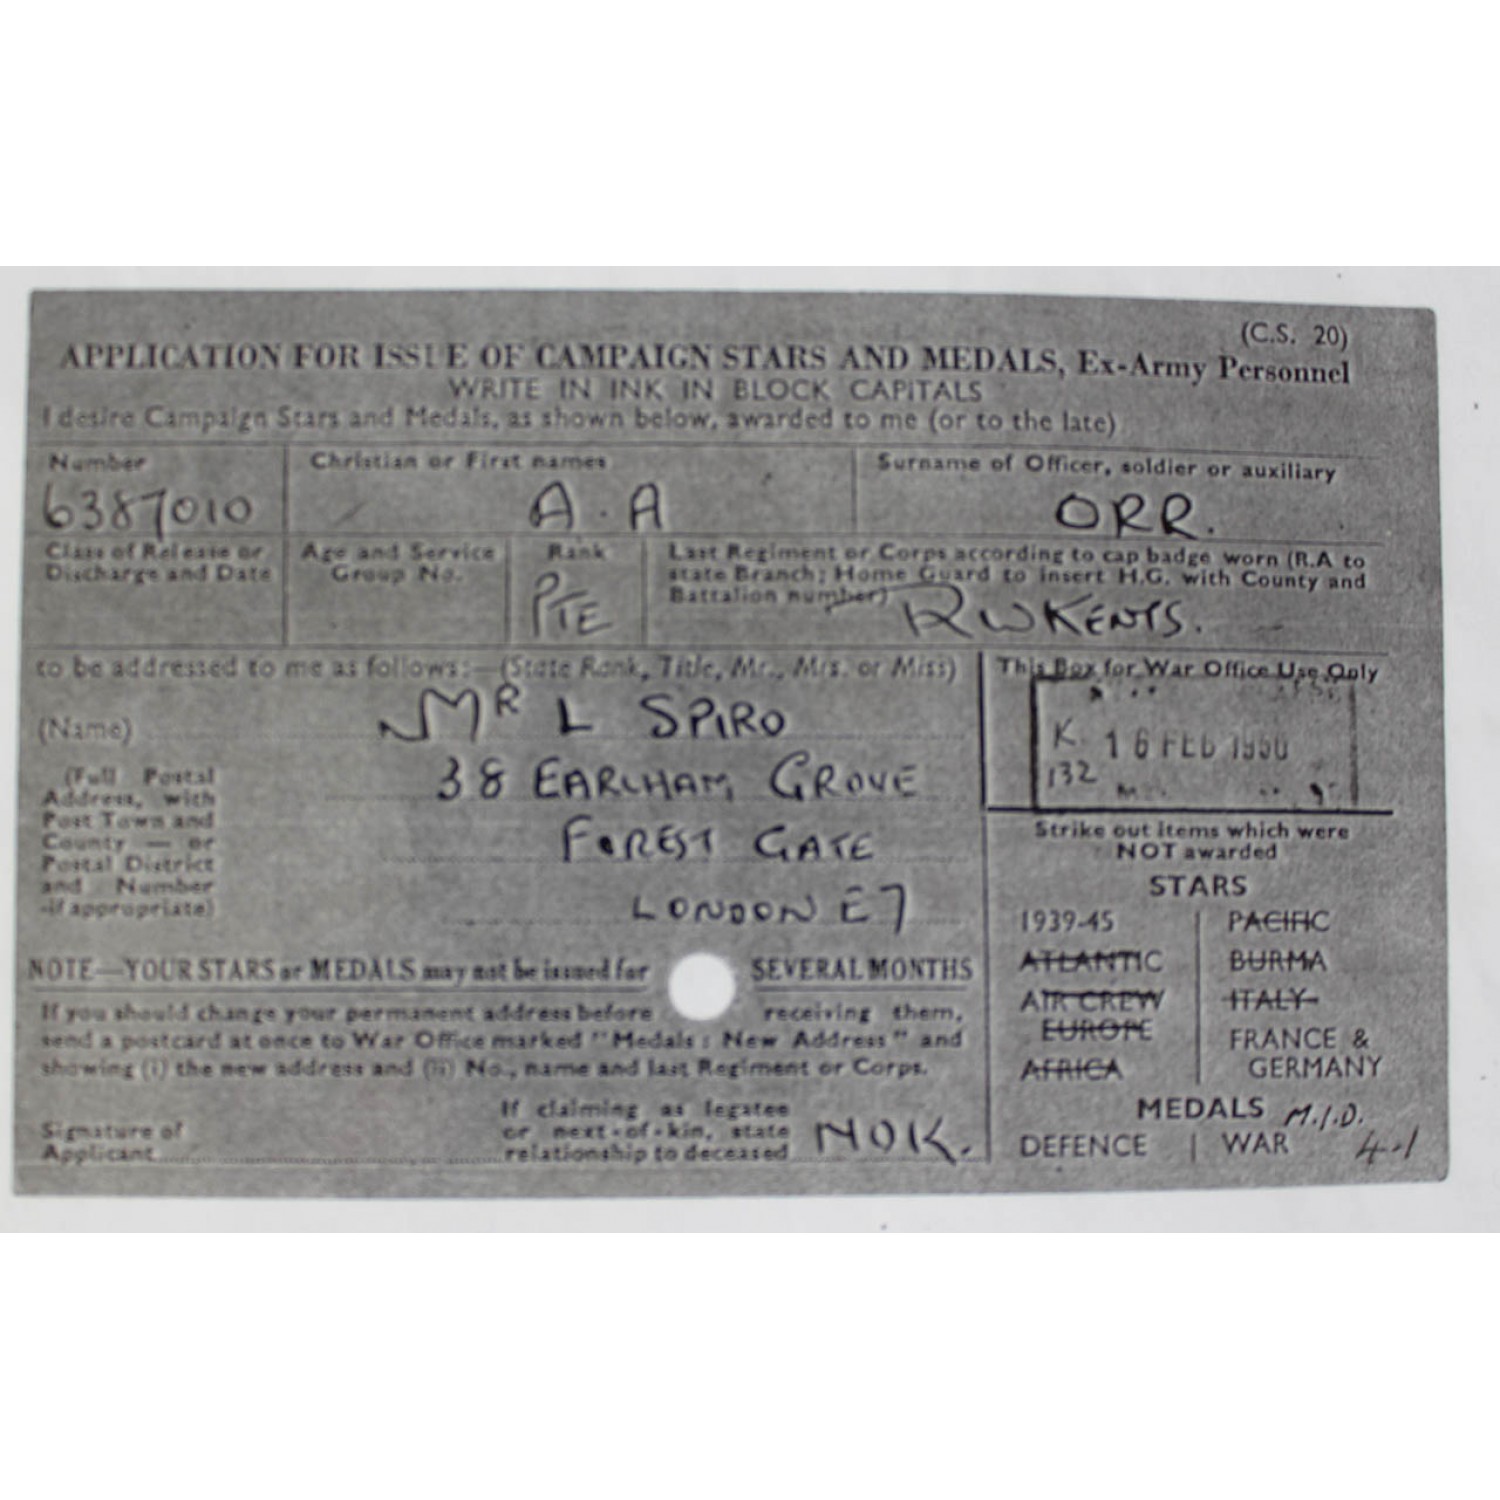 (C.S. 20)
APPLICATION FOR ISSUE OF CAMPAIGN STARS AND MEDALS, Ex-Army Personnel
WRITE IN INK IN BLOCK CAPITALS
I desire Campaign Stars and Medals, as shown below, awarded to me (or to the late)
Number
6387010
Christian or First names
A. A
Surname of Officer, soldier or auxiliary
ORR.
Class of Release or
Discharge and Date
Age and Service
Group No.
Rank
PTE
Last Regiment or Corps according to cap badge worn (R.A to
state Branch; Home Guard to insert H.G. with County and
Battalion number)
RWKENTS.
to be addressed to me as follows:—(State Rank, Title, Mr., Mrs. or Miss)
(Name)
MR L SPIRO
(Full Postal
Address, with
Post Town and
County — or
Postal District
and Number
-if appropriate)
38 EARLHAM GROVE
FOREST GATE
LONDON E7
NOTE—YOUR STARS or MEDALS may not be issued for SEVERAL MONTHS
If you should change your permanent address before receiving them,
send a postcard at once to War Office marked "Medals: New Address" and
showing (i) the new address and (ii) No., name and last Regiment or Corps.
Signature of
Applicant
If claiming as legatee
or next-of-kin, state
relationship to deceased
NOK.
This Box for War Office Use Only
K. 16 FEB 1950
132
Strike out items which were
NOT awarded
STARS
1939-45
ATLANTIC
AIR CREW
EUROPE
AFRICA
PACIFIC
BURMA
ITALY
FRANCE &
GERMANY
MEDALS M.I.D.
DEFENCE | WAR 4-1